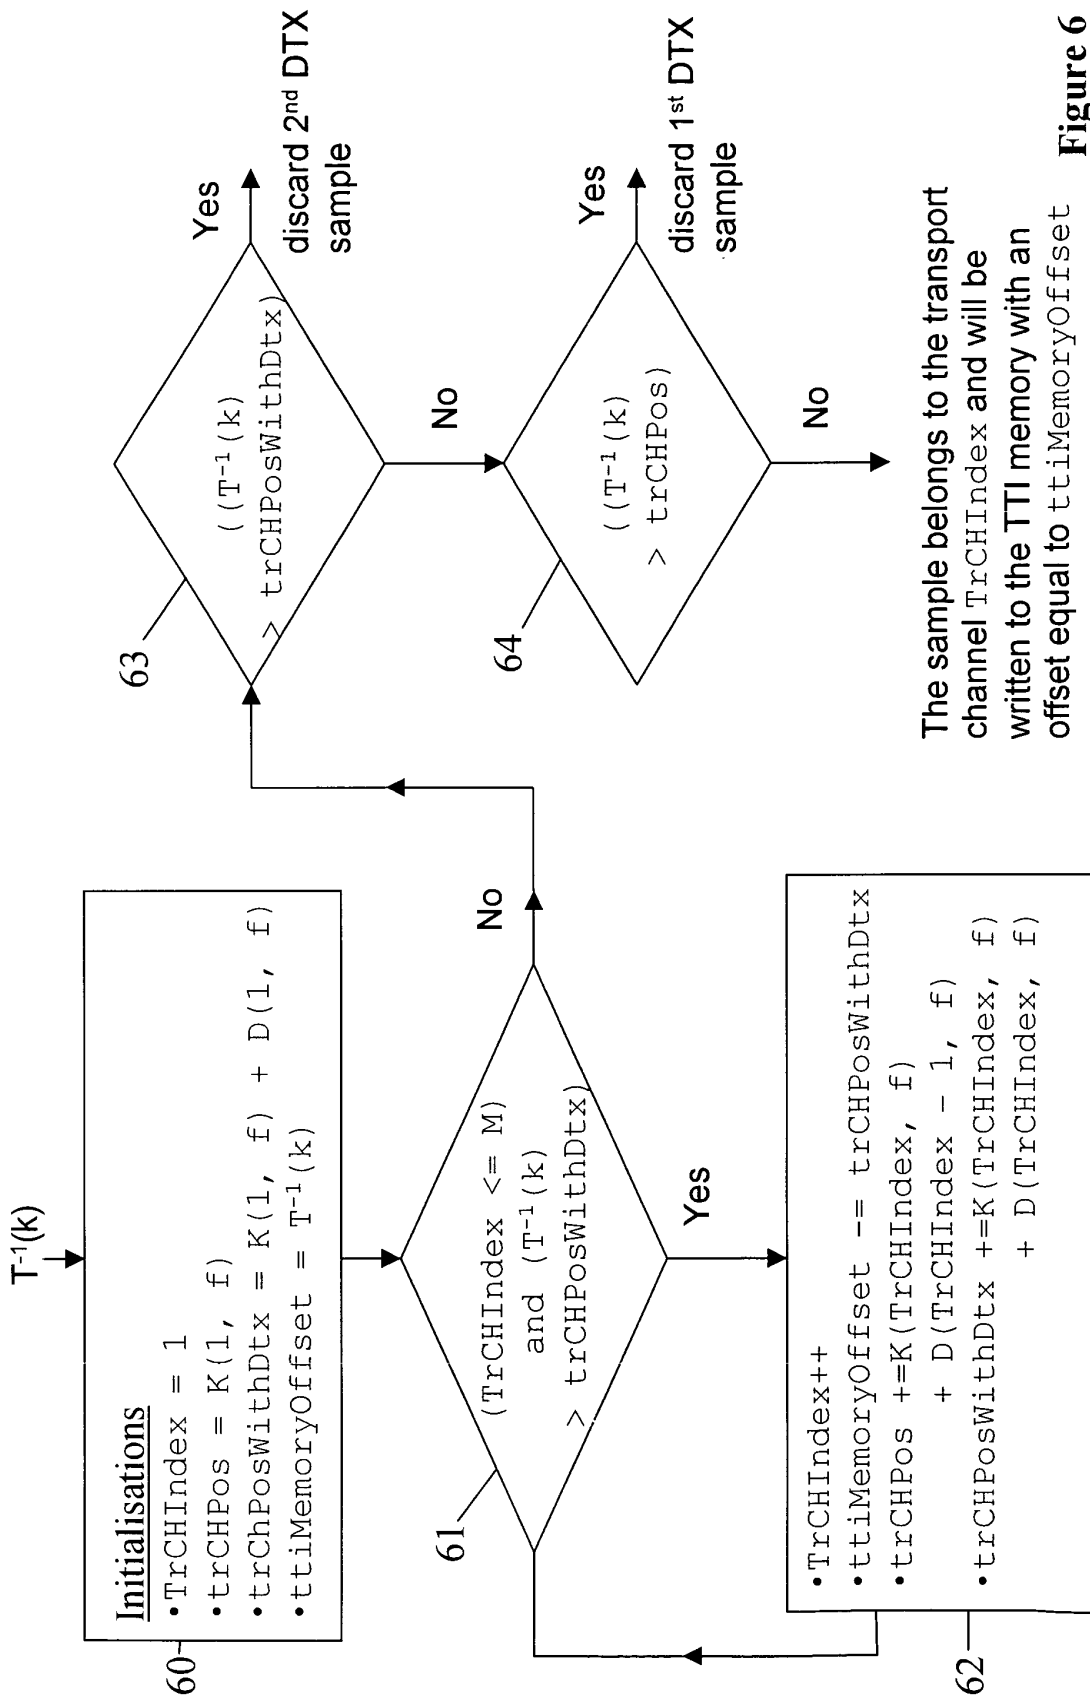 T⁻¹(k)
Initialisations
•TrCHIndex = 1
•trCHPos = K(1, f)
•trChPosWithDtx = K(1, f) + D(1, f)
•ttiMemoryOffset = T⁻¹(k)
60
(TrCHIndex <= M)
and (T⁻¹(k)
> trCHPosWithDtx)
61
No
Yes
•TrCHIndex++
•ttiMemoryOffset -= trCHPosWithDtx
•trCHPos +=K(TrCHIndex, f)
+ D(TrCHIndex - 1, f)
•trCHPosWithDtx +=K(TrCHIndex, f)
+ D(TrCHIndex, f)
62
63
((T⁻¹(k)
> trCHPosWithDtx)
Yes
discard 2nd DTX
sample
No
64
((T⁻¹(k)
> trCHPos)
Yes
discard 1st DTX
sample
No
The sample belongs to the transport
channel TrCHIndex and will be
written to the TTI memory with an
offset equal to ttiMemoryOffset
Figure 6